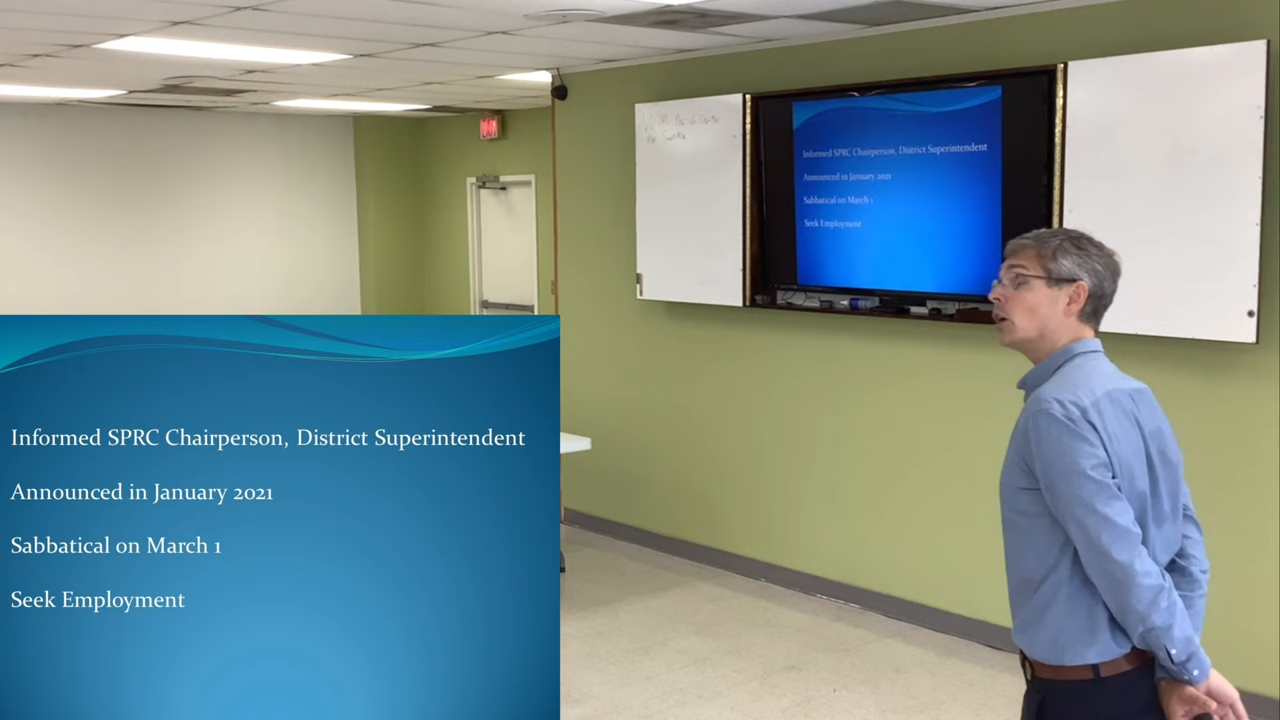 Informed SPRC Chairperson, District Superintendent
Announced in January 2021
Sabbatical on March 1
Seek Employment
Informed SPRC Chairperson, District Superintendent
Announced in January 2021
Sabbatical on March 1
Seek Employment